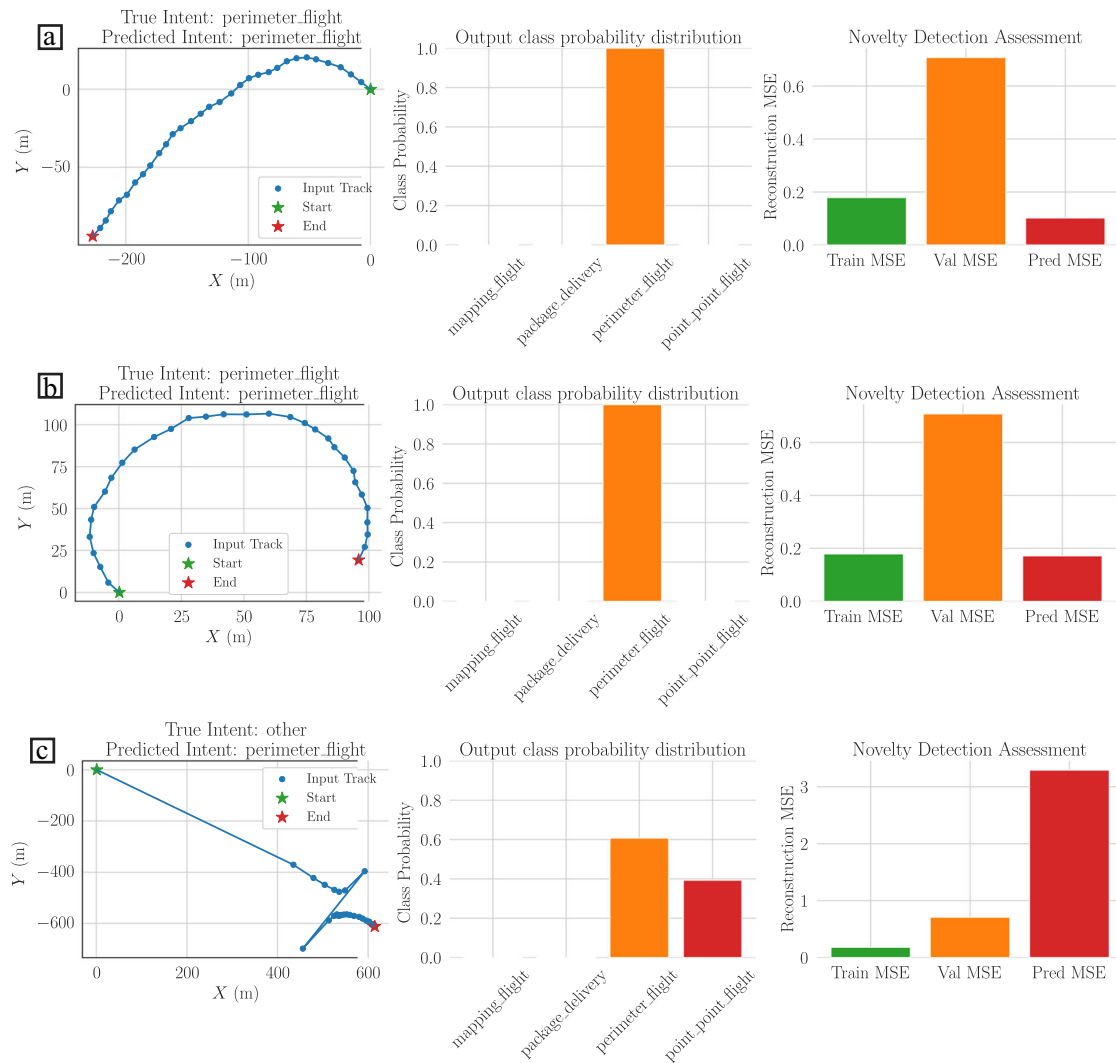 a
True Intent: perimeter_flight
Predicted Intent: perimeter_flight
Y (m)
0
−50
−200
−100
0
X (m)
Input Track
Start
End
Output class probability distribution
Class Probability
1.0
0.8
0.6
0.4
0.2
0.0
mapping_flight
package_delivery
perimeter_flight
point_point_flight
Novelty Detection Assessment
Reconstruction MSE
0.6
0.4
0.2
0.0
Train MSE
Val MSE
Pred MSE
b
True Intent: perimeter_flight
Predicted Intent: perimeter_flight
Y (m)
100
75
50
25
0
0
25
50
75
100
X (m)
Input Track
Start
End
Output class probability distribution
Class Probability
1.0
0.8
0.6
0.4
0.2
0.0
mapping_flight
package_delivery
perimeter_flight
point_point_flight
Novelty Detection Assessment
Reconstruction MSE
0.6
0.4
0.2
0.0
Train MSE
Val MSE
Pred MSE
c
True Intent: other
Predicted Intent: perimeter_flight
Y (m)
0
−200
−400
−600
0
200
400
600
X (m)
Input Track
Start
End
Output class probability distribution
Class Probability
1.0
0.8
0.6
0.4
0.2
0.0
mapping_flight
package_delivery
perimeter_flight
point_point_flight
Novelty Detection Assessment
Reconstruction MSE
3
2
1
0
Train MSE
Val MSE
Pred MSE